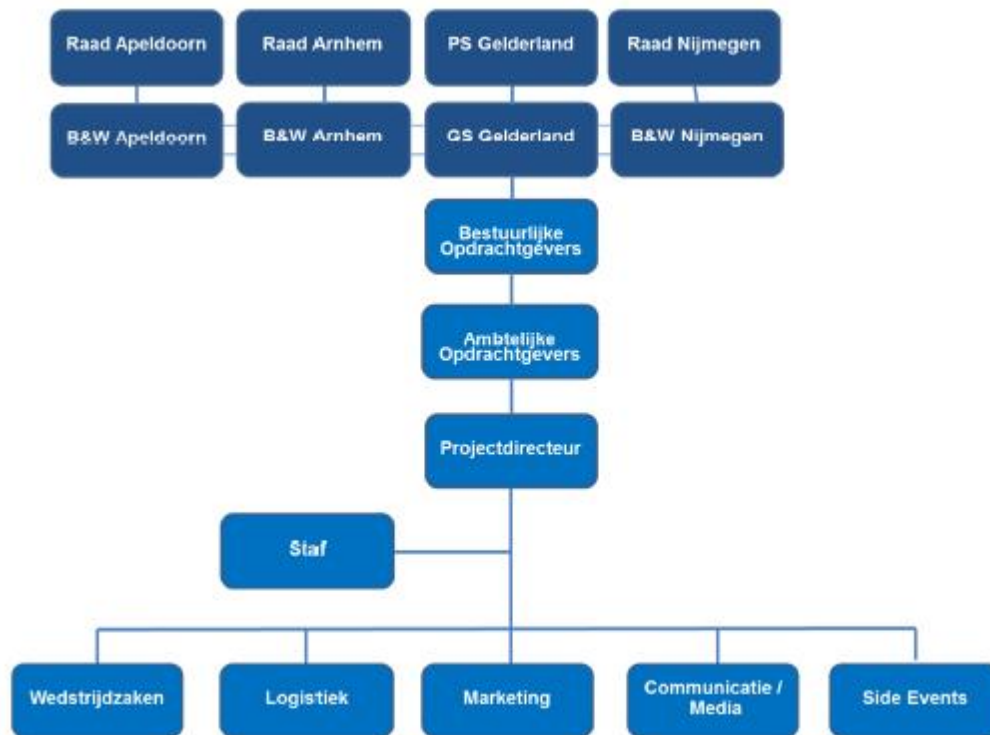 Raad Apeldoorn
Raad Arnhem
PS Gelderland
Raad Nijmegen
B&W Apeldoorn
B&W Arnhem
GS Gelderland
B&W Nijmegen
Bestuurlijke
Opdrachtgevers
Ambtelijke
Opdrachtgevers
Projectdirecteur
Staf
Wedstrijdzaken
Logistiek
Marketing
Communicatie /
Media
Side Events